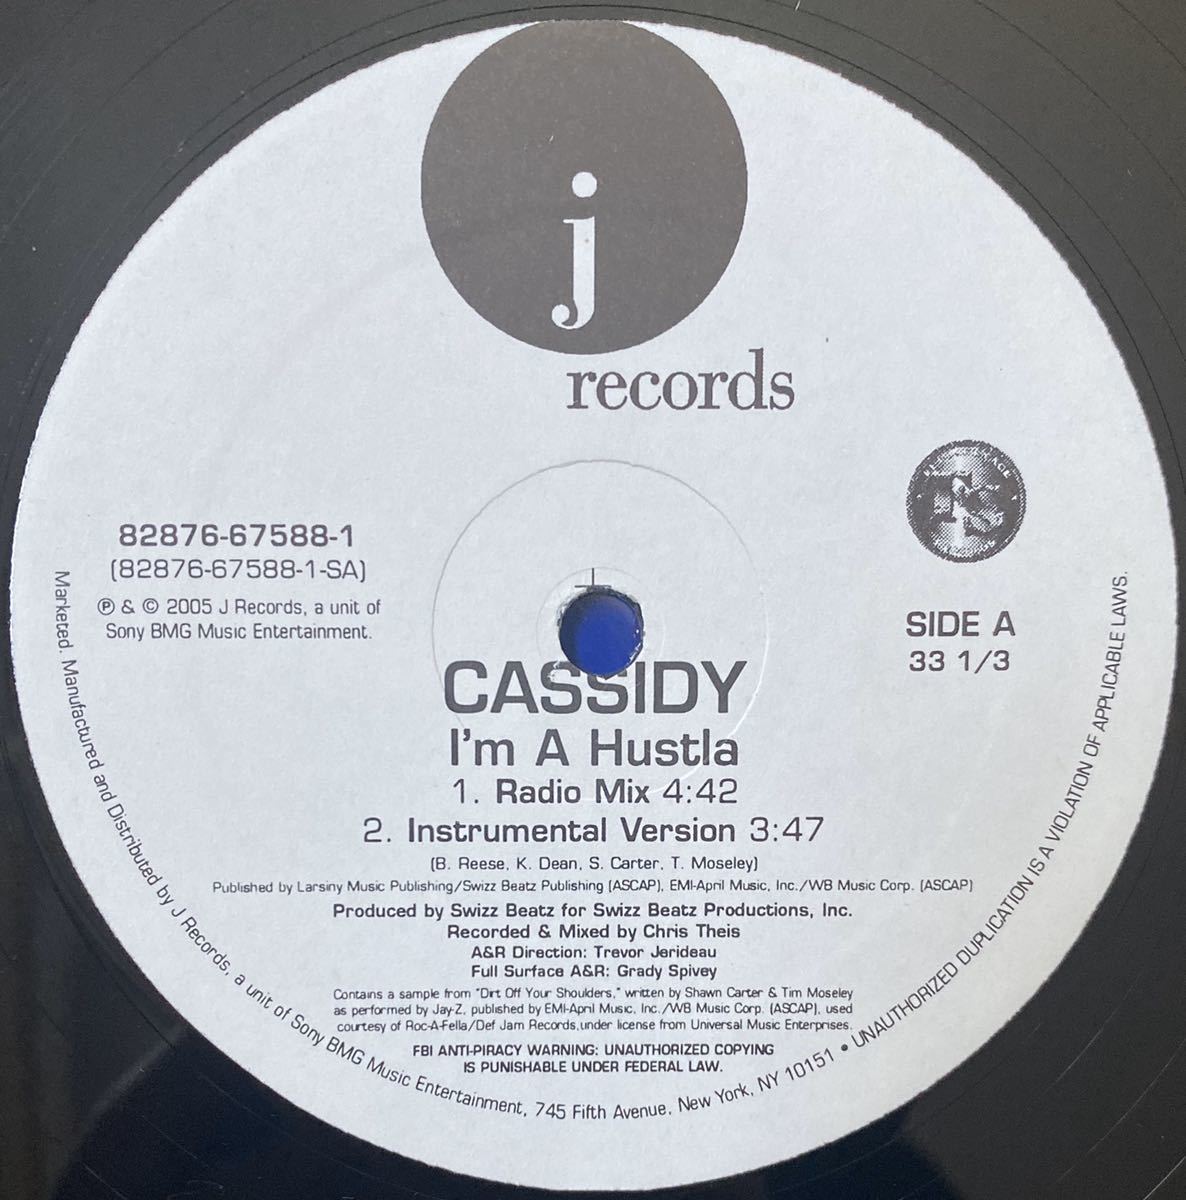 j
records
82876-67588-1
(82876-67588-1-SA)
℗ & © 2005 J Records, a unit of
Sony BMG Music Entertainment.
SIDE A
33 1/3
CASSIDY
I'm A Hustla
1. Radio Mix 4:42
2. Instrumental Version 3:47
(B. Reese, K. Dean, S. Carter, T. Moseley)
Published by Larsiny Music Publishing/Swizz Beatz Publishing (ASCAP), EMI-April Music, Inc./WB Music Corp. (ASCAP)
Produced by Swizz Beatz for Swizz Beatz Productions, Inc.
Recorded & Mixed by Chris Theis
A&R Direction: Trevor Jerideau
Full Surface A&R: Grady Spivey
Contains a sample from "Dirt Off Your Shoulders," written by Shawn Carter & Tim Moseley
as performed by Jay-Z, published by EMI-April Music, Inc./WB Music Corp. (ASCAP), used
courtesy of Roc-A-Fella/Def Jam Records,under license from Universal Music Enterprises.
FBI ANTI-PIRACY WARNING: UNAUTHORIZED COPYING
IS PUNISHABLE UNDER FEDERAL LAW.
Marketed. Manufactured and Distributed by J Records, a unit of Sony BMG Music Entertainment, 745 Fifth Avenue, New York, NY 10151 • UNAUTHORIZED DUPLICATION IS A VIOLATION OF APPLICABLE LAWS.